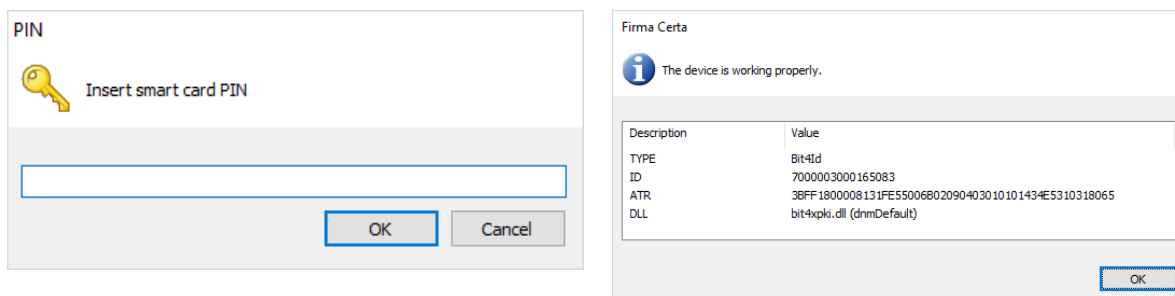 PIN
Insert smart card PIN
OK Cancel
Firma Certa
The device is working properly.
Description Value
TYPE Bit4Id
ID 7000003000165083
ATR 3BFF1800008131FE55006B02090403010101434E5310318065
DLL bit4xpki.dll (dnmDefault)
OK